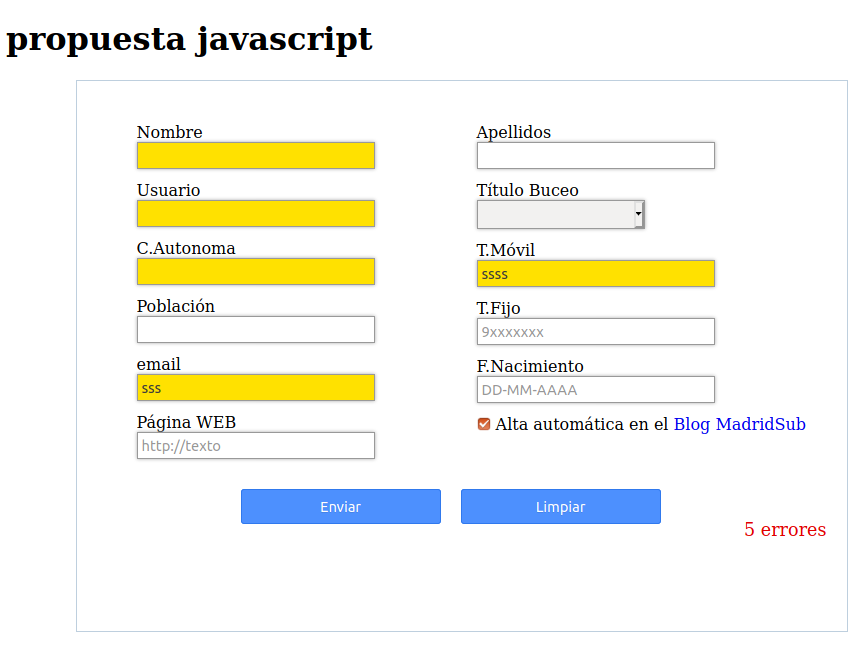 propuesta javascript
Nombre
Apellidos
Usuario
Título Buceo
C.Autonoma
T.Móvil
ssss
Población
T.Fijo
9xxxxxxx
email
sss
F.Nacimiento
DD-MM-AAAA
Página WEB
http://texto
Alta automática en el Blog MadridSub
Enviar
Limpiar
5 errores